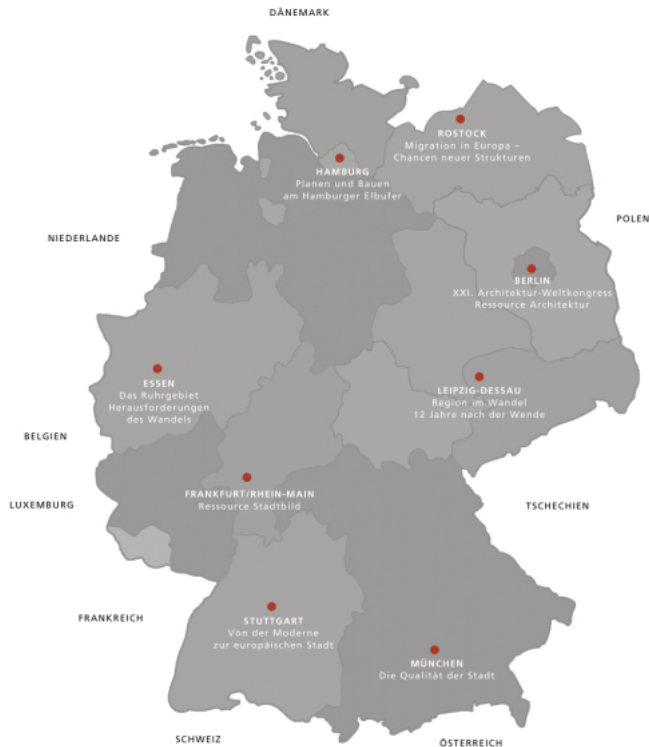 DÄNEMARK
ROSTOCK
Migration in Europa –
Chancen neuer Strukturen
HAMBURG
Planen und Bauen
am Hamburger Elbufer
POLEN
NIEDERLANDE
BERLIN
XXI. Architektur-Weltkongress
Ressource Architektur
ESSEN
Das Ruhrgebiet
Herausforderungen
des Wandels
LEIPZIG-DESSAU
Region im Wandel
12 Jahre nach der Wende
BELGIEN
FRANKFURT/RHEIN-MAIN
Ressource Stadtbild
LUXEMBURG
TSCHECHIEN
FRANKREICH
STUTTGART
Von der Moderne
zur europäischen Stadt
MÜNCHEN
Die Qualität der Stadt
SCHWEIZ
ÖSTERREICH